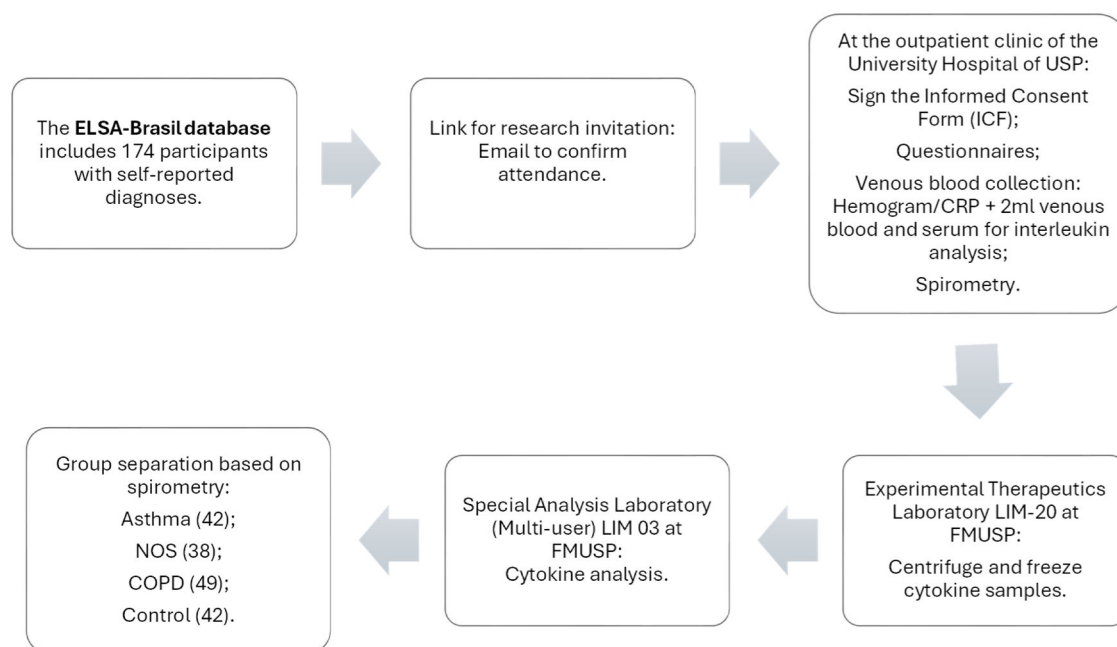 The ELSA-Brasil database
includes 174 participants
with self-reported
diagnoses.
Link for research invitation:
Email to confirm
attendance.
At the outpatient clinic of the
University Hospital of USP:
Sign the Informed Consent
Form (ICF);
Questionnaires;
Venous blood collection:
Hemogram/CRP + 2ml venous
blood and serum for interleukin
analysis;
Spirometry.
Experimental Therapeutics
Laboratory LIM-20 at
FMUSP:
Centrifuge and freeze
cytokine samples.
Special Analysis Laboratory
(Multi-user) LIM 03 at
FMUSP:
Cytokine analysis.
Group separation based on
spirometry:
Asthma (42);
NOS (38);
COPD (49);
Control (42).